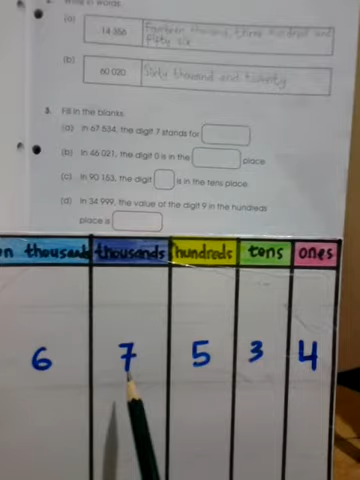 (a) 14 356 fourteen thousand, three hundred and
fifty six
(b) 60 020 Sixty thousand and twenty
3. Fill in the blanks.
(a) In 67 534, the digit 7 stands for
(b) In 46 021, the digit 0 is in the place.
(c) In 90 153, the digit is in the tens place.
(d) In 34 999, the value of the digit 9 in the hundreds
place is
thousands thousands hundreds tens ones
6 7 5 3 4